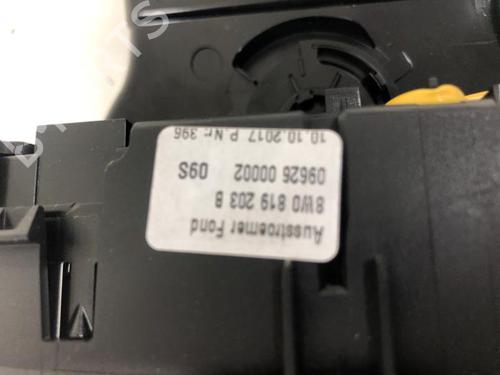 Ausstroemer Fond
8W0 819 203 B
09626 00002 09S
10.10.2017 P.Nr: 396